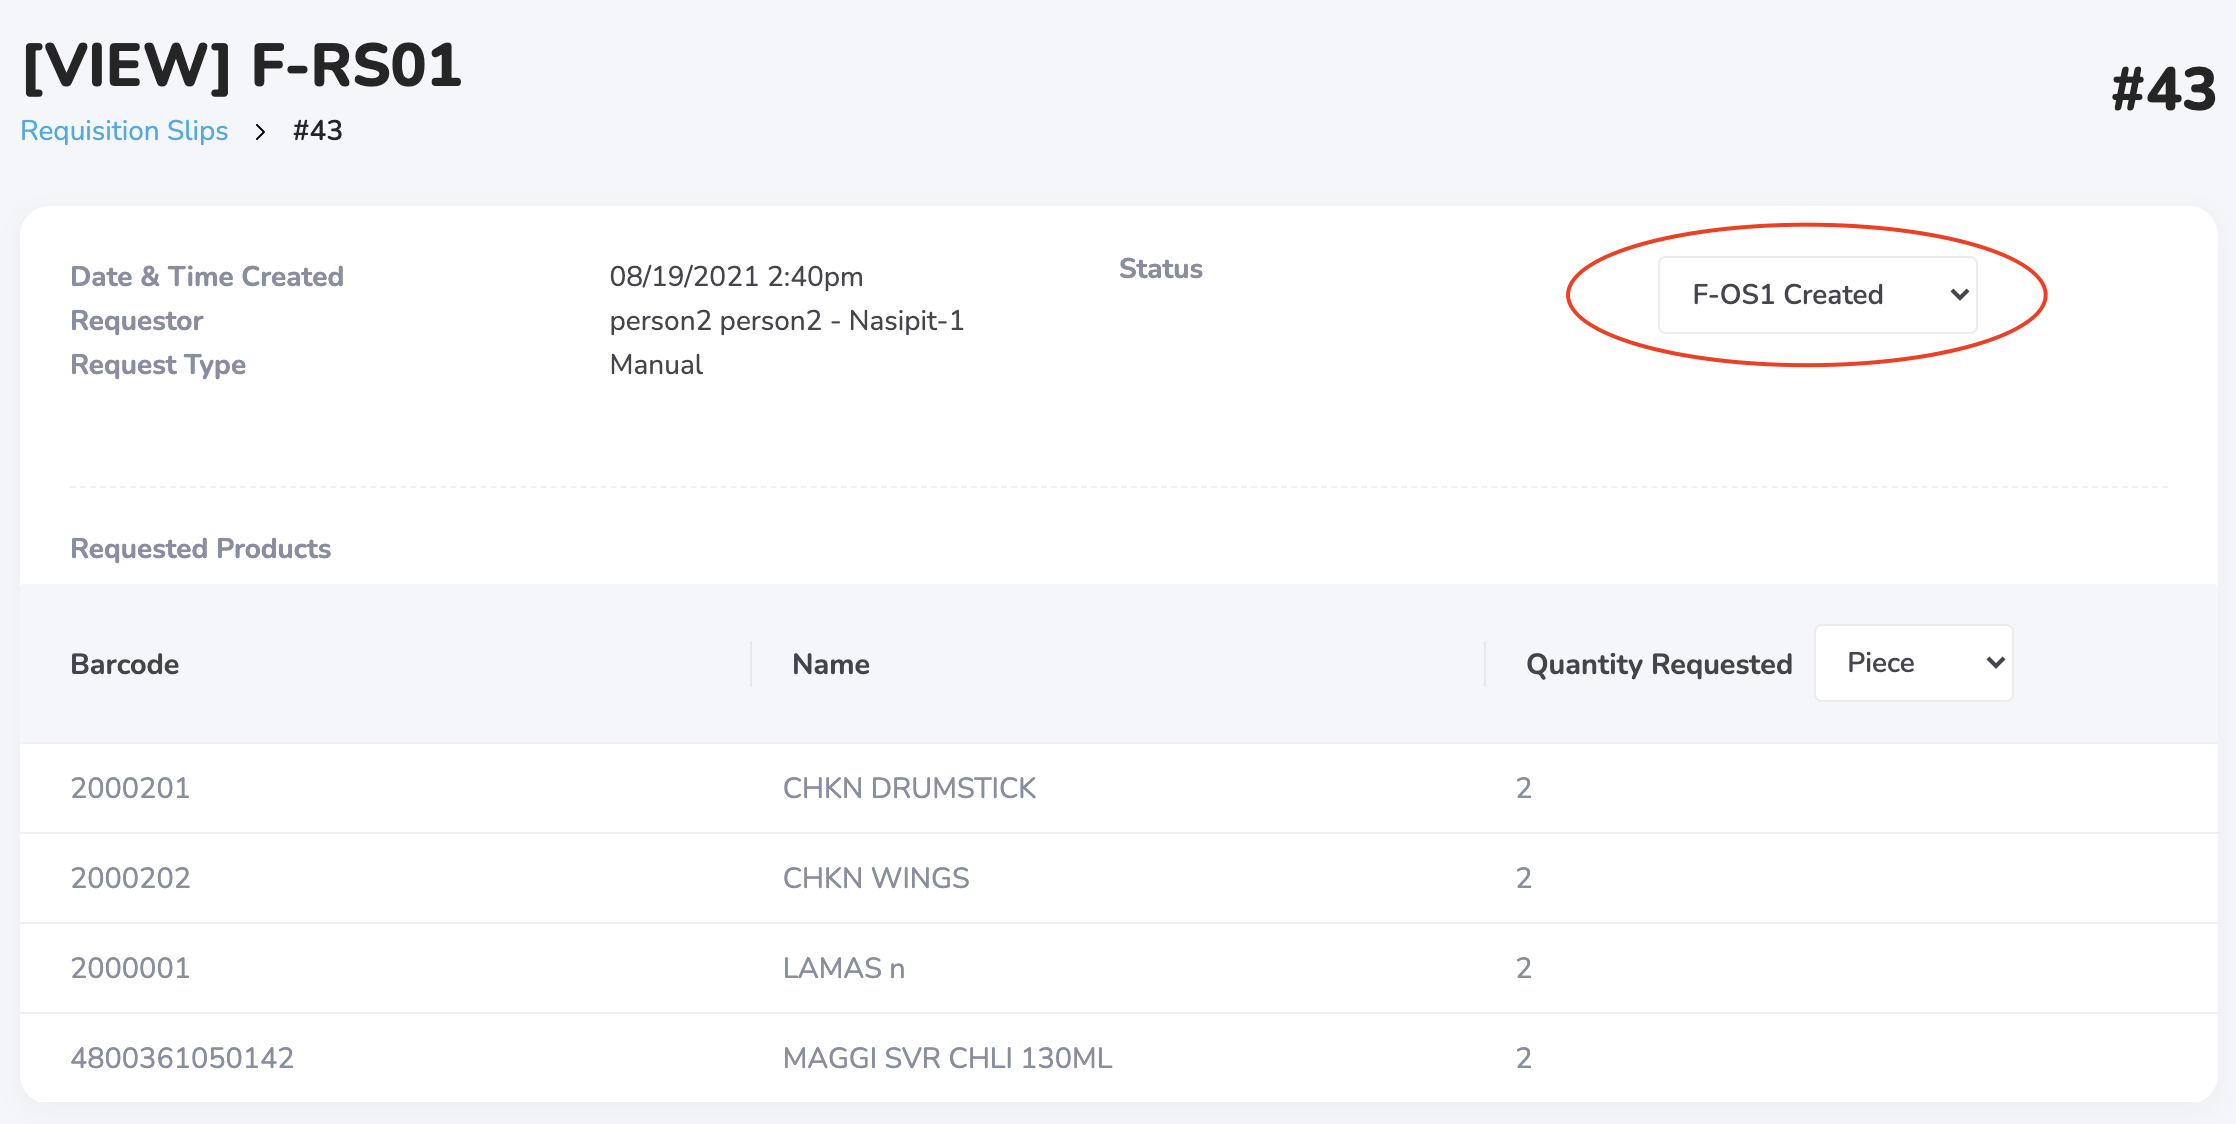 [VIEW] F-RS01
#43
Requisition Slips > #43
Date & Time Created 08/19/2021 2:40pm
Status F-OS1 Created
Requestor person2 person2 - Nasipit-1
Request Type Manual
Requested Products
Barcode Name Quantity Requested Piece
2000201 CHKN DRUMSTICK 2
2000202 CHKN WINGS 2
2000001 LAMAS n 2
4800361050142 MAGGI SVR CHLI 130ML 2